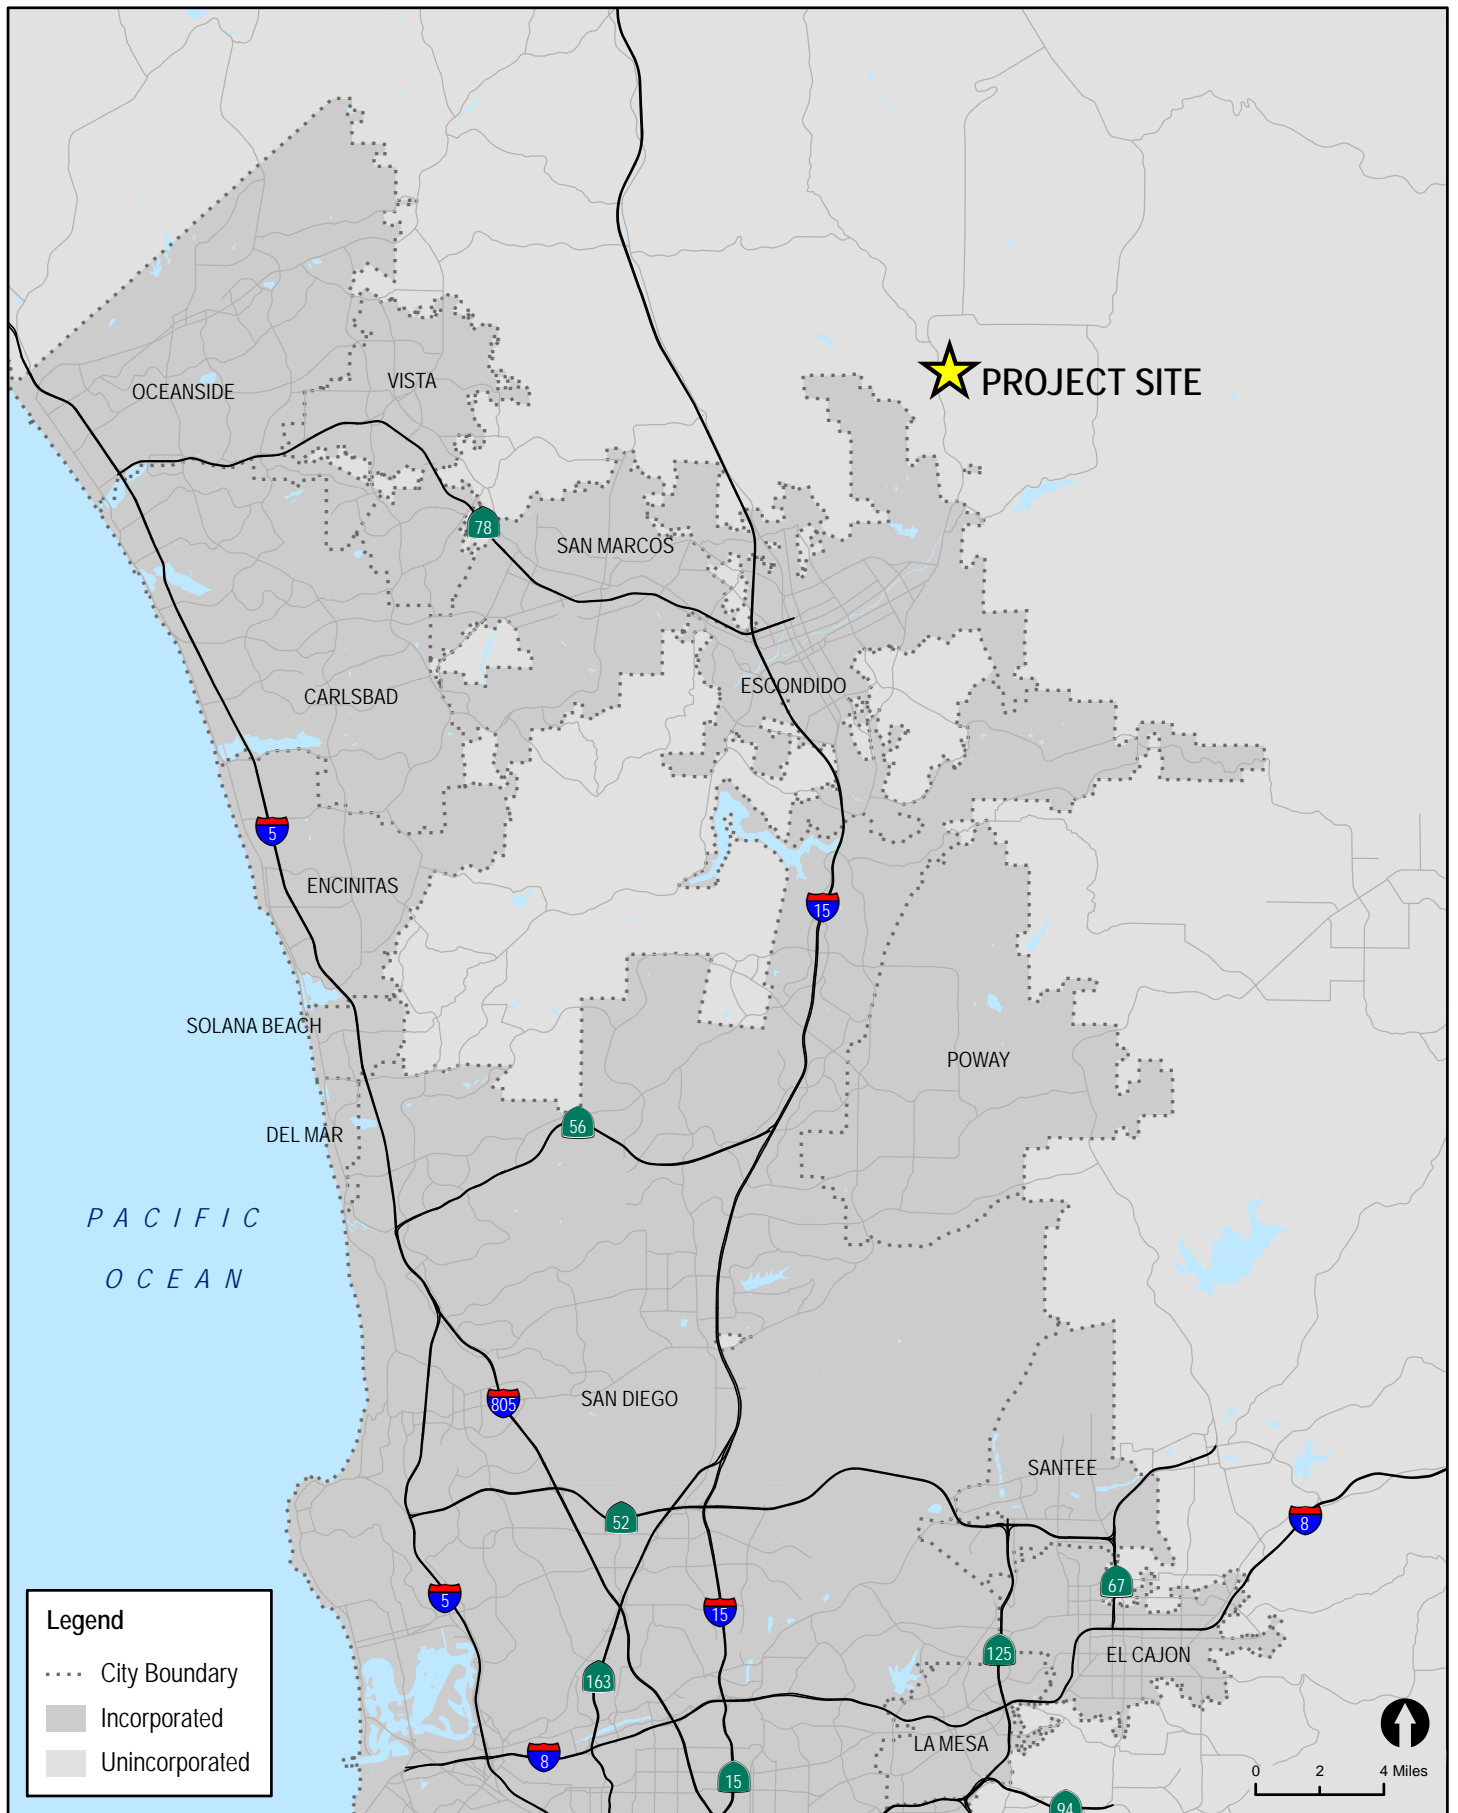 PROJECT SITE
VISTA
OCEANSIDE
78
SAN MARCOS
ESCONDIDO
CARLSBAD
5
ENCINITAS
15
SOLANA BEACH
POWAY
56
DEL MAR
PACIFIC
OCEAN
SAN DIEGO
805
SANTEE
52
8
67
5
15
125
EL CAJON
163
LA MESA
8
15
94
Legend
City Boundary
Incorporated
Unincorporated
0 2 4 Miles